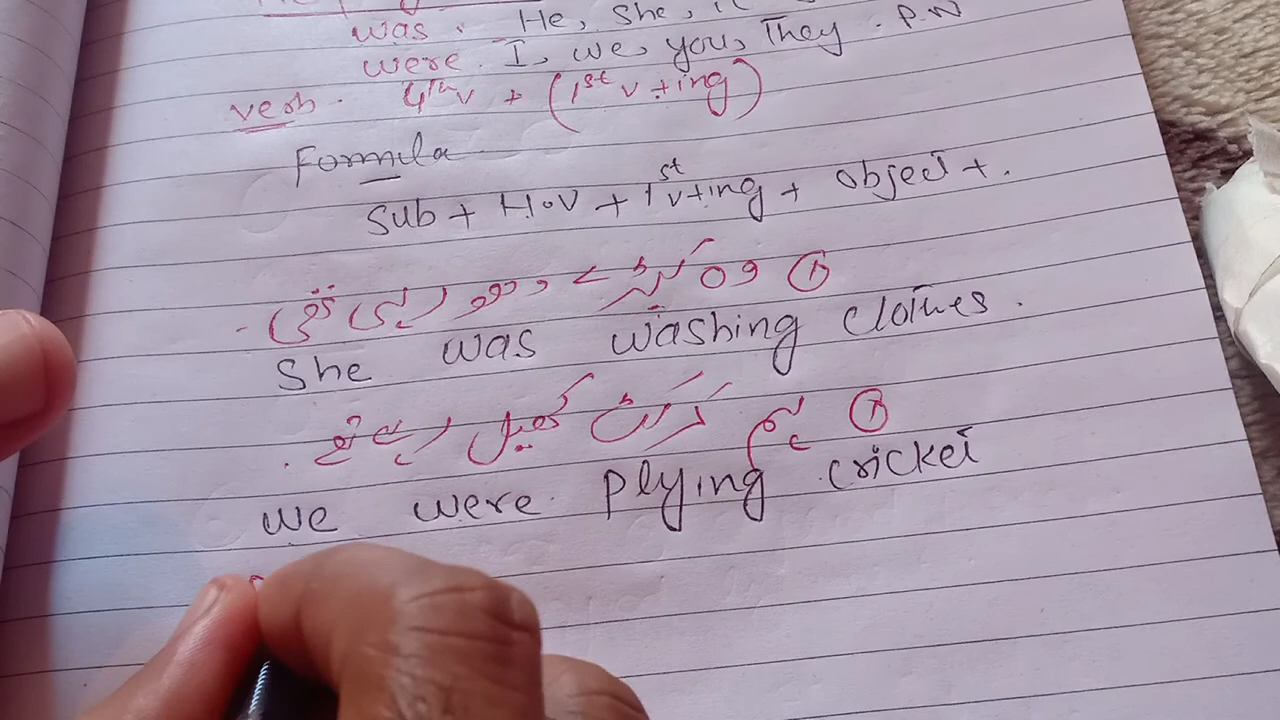 was . He, She, it
were . I, we, you, They . P.N
verb . 4th v + (1st v +ing)
Formula
Sub + H.V + 1st v+ing + object + .
① وہ کپڑے دھو رہی تھی ۔
She was washing clothes .
② ہم کرکٹ کھیل رہے تھے ۔
we were . Plying cricket